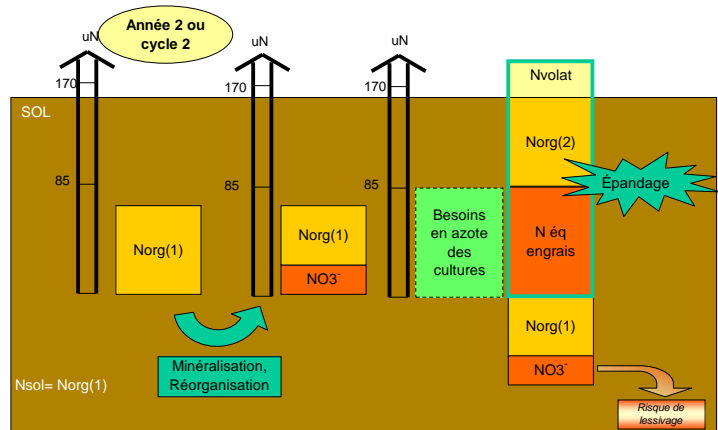 Année 2 ou
cycle 2
uN
uN
uN
170
170
170
SOL
85
85
85
Norg(1)
Norg(1)
NO3-
Besoins
en azote
des
cultures
Nvolat
Norg(2)
Épandage
N éq
engrais
Norg(1)
NO3-
Minéralisation,
Réorganisation
Nsol= Norg(1)
Risque de
lessivage